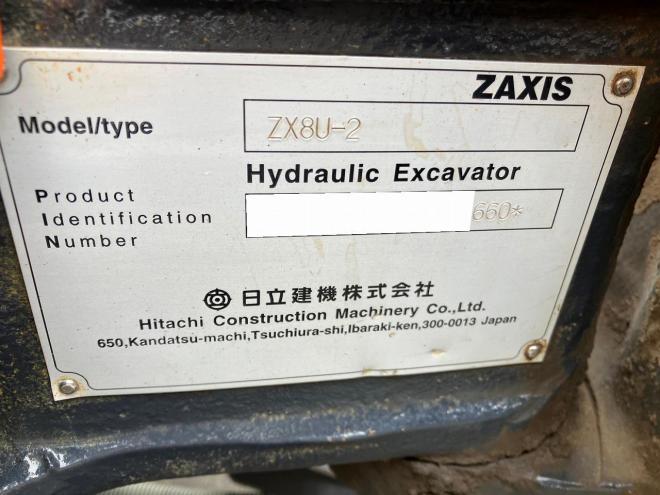 ZAXIS
Model/type ZX8U-2
Hydraulic Excavator
Product
Identification
Number
660*
日立建機株式会社
Hitachi Construction Machinery Co.,Ltd.
650,Kandatsu-machi,Tsuchiura-shi,Ibaraki-ken,300-0013 Japan